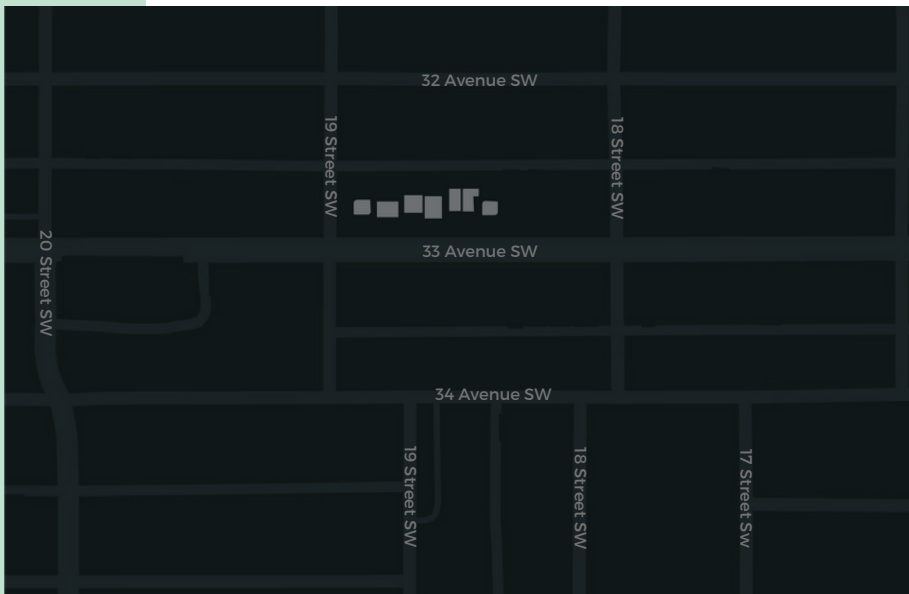 32 Avenue SW
19 Street SW
18 Street SW
20 Street SW
33 Avenue SW
34 Avenue SW
19 Street SW
18 Street SW
17 Street Sw